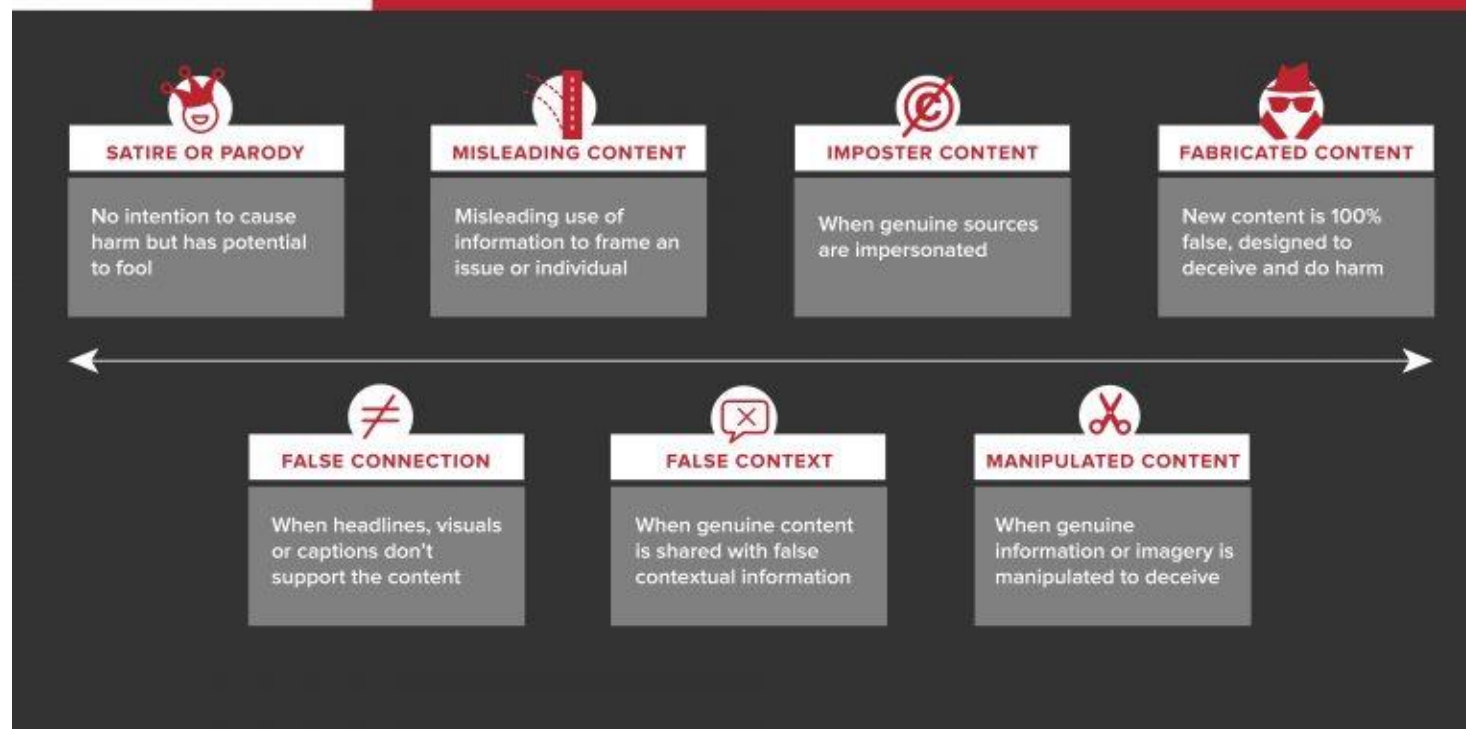 SATIRE OR PARODY
No intention to cause
harm but has potential
to fool
MISLEADING CONTENT
Misleading use of
information to frame an
issue or individual
IMPOSTER CONTENT
When genuine sources
are impersonated
FABRICATED CONTENT
New content is 100%
false, designed to
deceive and do harm
FALSE CONNECTION
When headlines, visuals
or captions don't
support the content
FALSE CONTEXT
When genuine content
is shared with false
contextual information
MANIPULATED CONTENT
When genuine
information or imagery is
manipulated to deceive